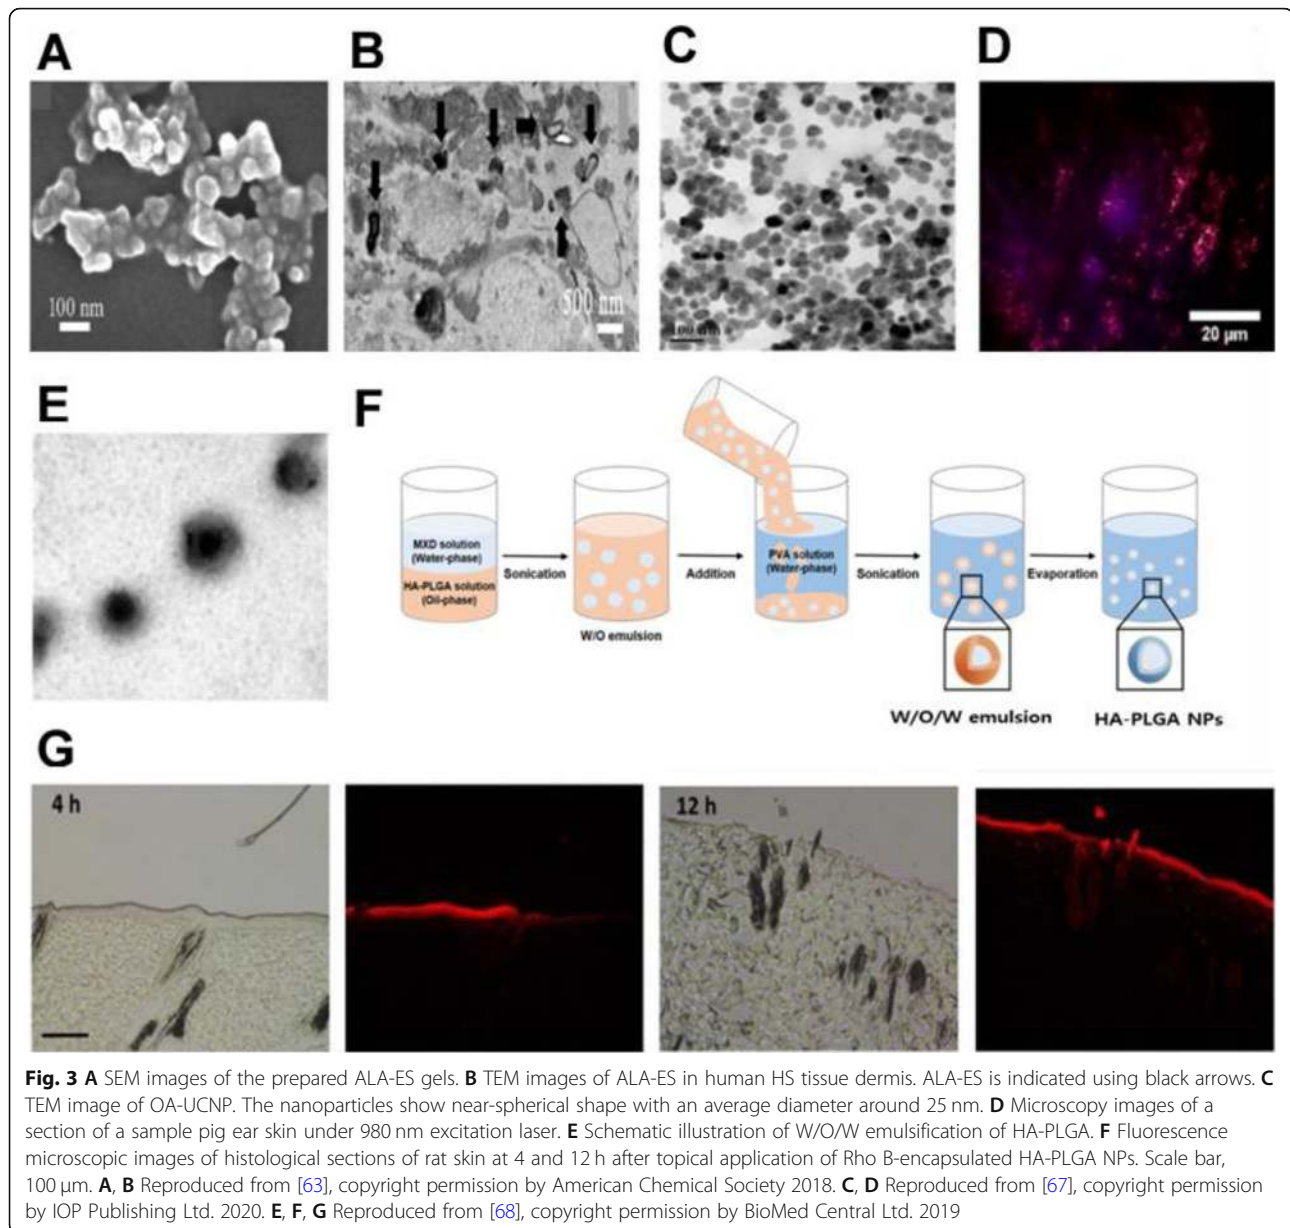 A
B
C
D
100 nm
500 nm
100 nm
20 µm
E
F
MXD solution
(Water-phase)
HA-PLGA solution
(Oil-phase)
Sonication
W/O emulsion
Addition
PVA solution
(Water-phase)
Sonication
Evaporation
W/O/W emulsion
HA-PLGA NPs
G
4 h
12 h
Fig. 3 A SEM images of the prepared ALA-ES gels. B TEM images of ALA-ES in human HS tissue dermis. ALA-ES is indicated using black arrows. C
TEM image of OA-UCNP. The nanoparticles show near-spherical shape with an average diameter around 25 nm. D Microscopy images of a
section of a sample pig ear skin under 980 nm excitation laser. E Schematic illustration of W/O/W emulsification of HA-PLGA. F Fluorescence
microscopic images of histological sections of rat skin at 4 and 12 h after topical application of Rho B-encapsulated HA-PLGA NPs. Scale bar,
100 µm. A, B Reproduced from [63], copyright permission by American Chemical Society 2018. C, D Reproduced from [67], copyright permission
by IOP Publishing Ltd. 2020. E, F, G Reproduced from [68], copyright permission by BioMed Central Ltd. 2019